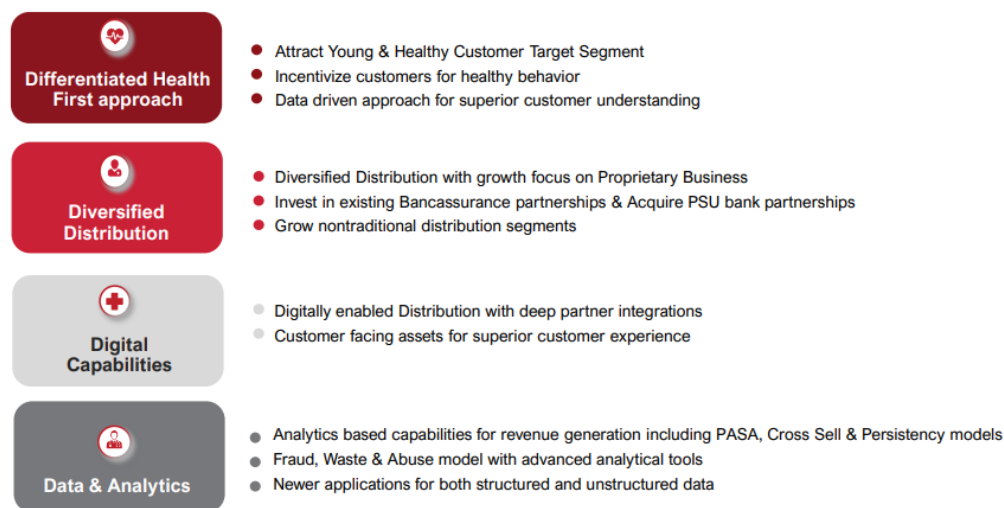 Differentiated Health
First approach
Attract Young & Healthy Customer Target Segment
Incentivize customers for healthy behavior
Data driven approach for superior customer understanding
Diversified
Distribution
Diversified Distribution with growth focus on Proprietary Business
Invest in existing Bancassurance partnerships & Acquire PSU bank partnerships
Grow nontraditional distribution segments
Digital
Capabilities
Digitally enabled Distribution with deep partner integrations
Customer facing assets for superior customer experience
Data & Analytics
Analytics based capabilities for revenue generation including PASA, Cross Sell & Persistency models
Fraud, Waste & Abuse model with advanced analytical tools
Newer applications for both structured and unstructured data